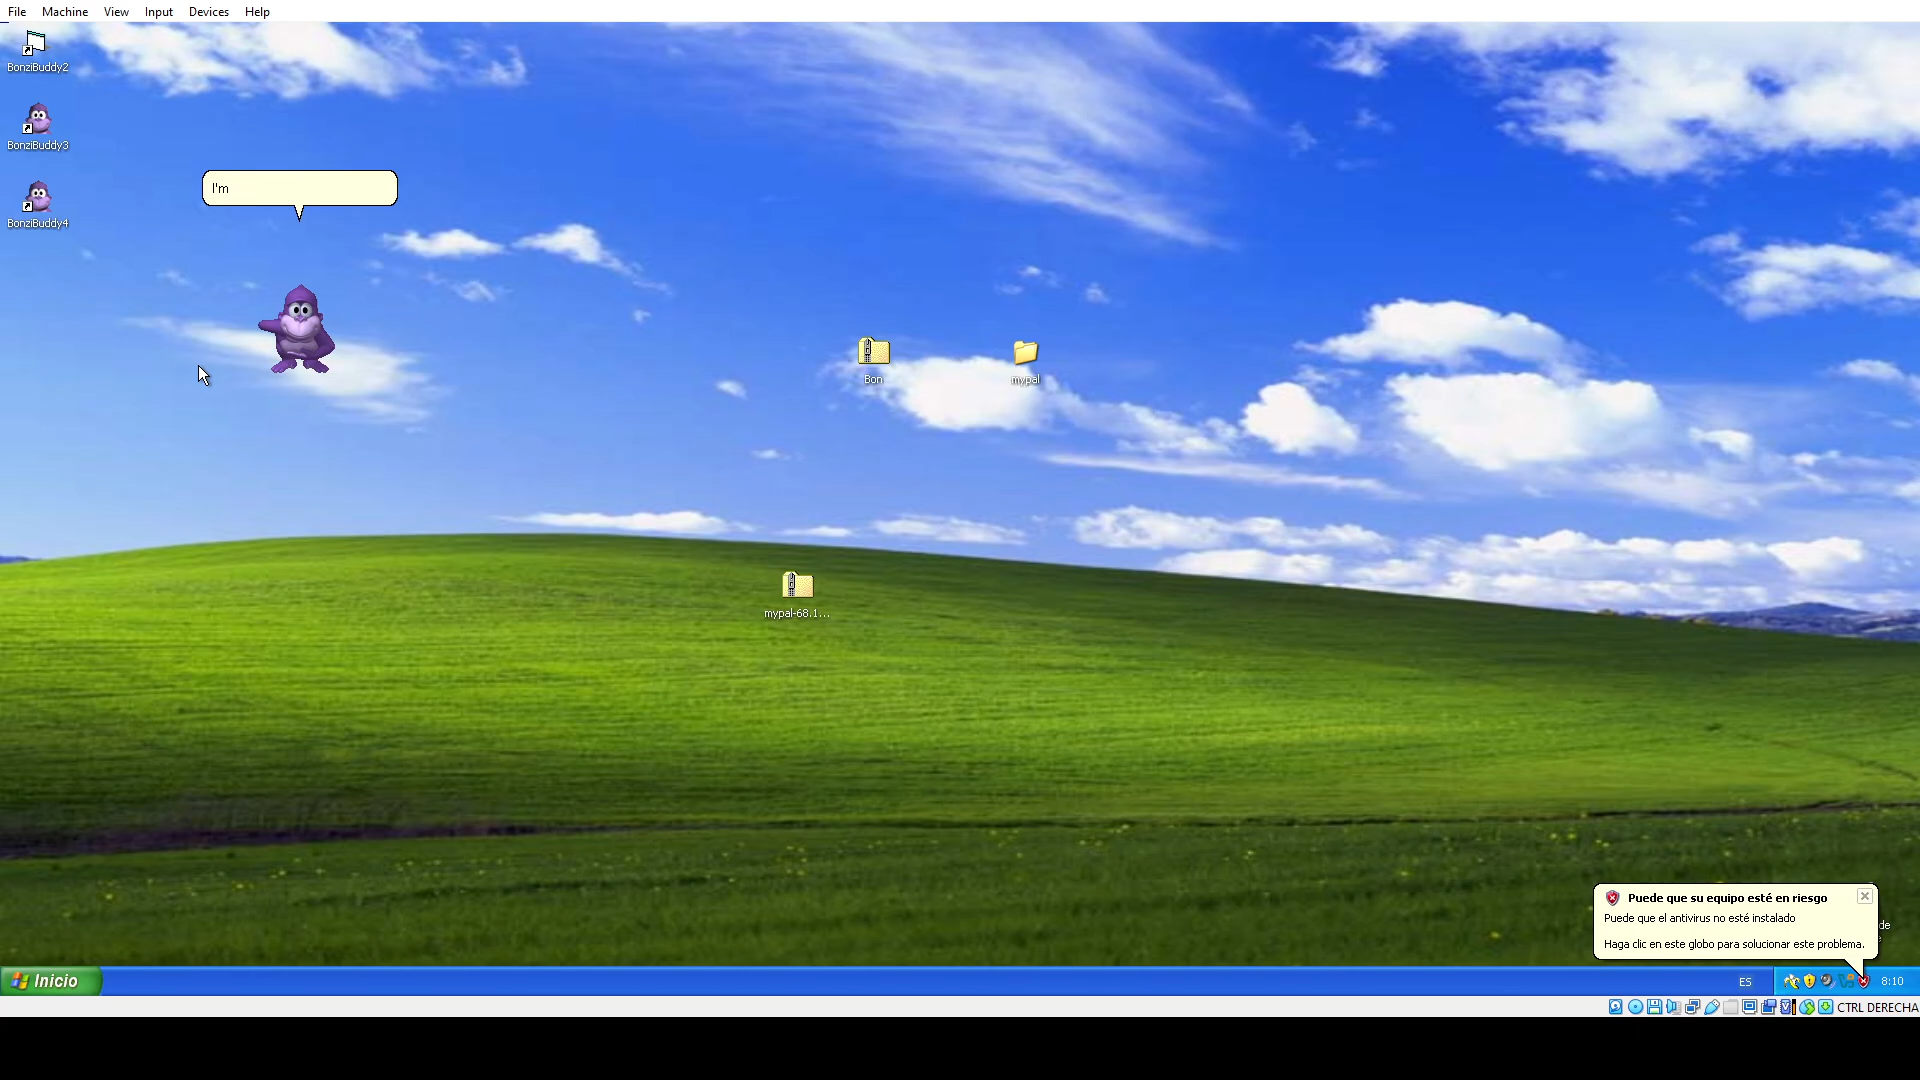 File Machine View Input Devices Help
BonziBuddy2
BonziBuddy3
I'm
BonziBuddy4
Bon
mypal
mypal-68.1...
Puede que su equipo esté en riesgo
Puede que el antivirus no esté instalado
de
Haga clic en este globo para solucionar este problema.
Inicio
ES
8:10
CTRL DERECHA